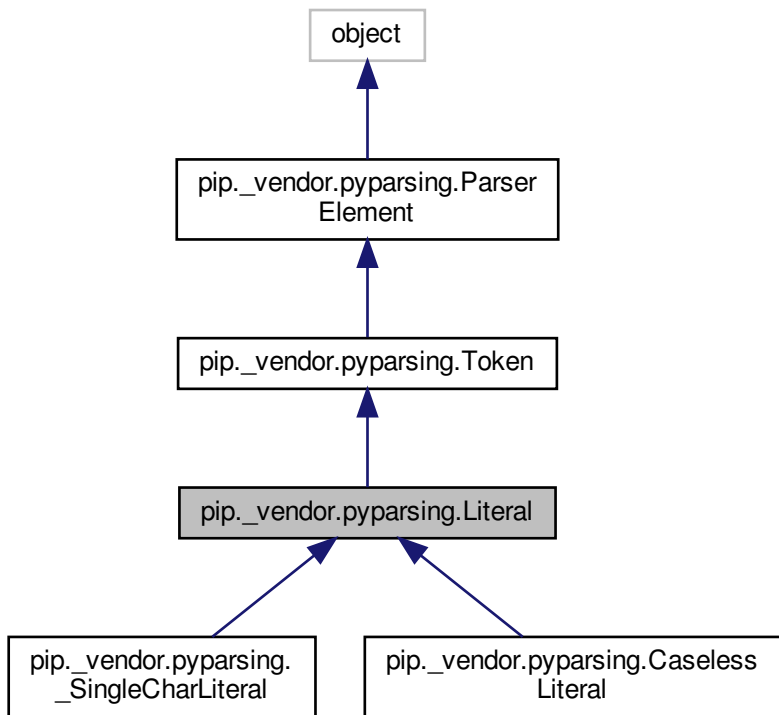 object
pip._vendor.pyparsing.Parser
Element
pip._vendor.pyparsing.Token
pip._vendor.pyparsing.Literal
pip._vendor.pyparsing.
_SingleCharLiteral
pip._vendor.pyparsing.Caseless
Literal